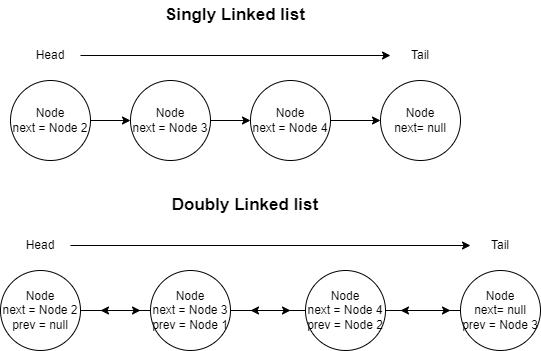 Singly Linked list
Head
Tail
Node
next = Node 2
Node
next = Node 3
Node
next = Node 4
Node
next= null
Doubly Linked list
Head
Tail
Node
next = Node 2
prev = null
Node
next = Node 3
prev = Node 1
Node
next = Node 4
prev = Node 2
Node
next= null
prev = Node 3